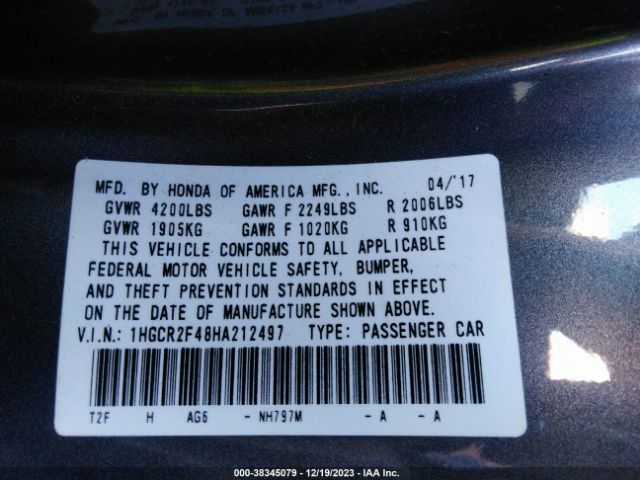 MFD. BY HONDA OF AMERICA MFG., INC. 04/'17
GVWR 4200LBS GAWR F 2249LBS R 2006LBS
GVWR 1905KG GAWR F 1020KG R 910KG
THIS VEHICLE CONFORMS TO ALL APPLICABLE
FEDERAL MOTOR VEHICLE SAFETY, BUMPER,
AND THEFT PREVENTION STANDARDS IN EFFECT
ON THE DATE OF MANUFACTURE SHOWN ABOVE.
V.I.N.: 1HGCR2F48HA212497 TYPE: PASSENGER CAR
T2F H AG6 - NH797M - A - A
000-38345079 - 12/19/2023 - IAA Inc.